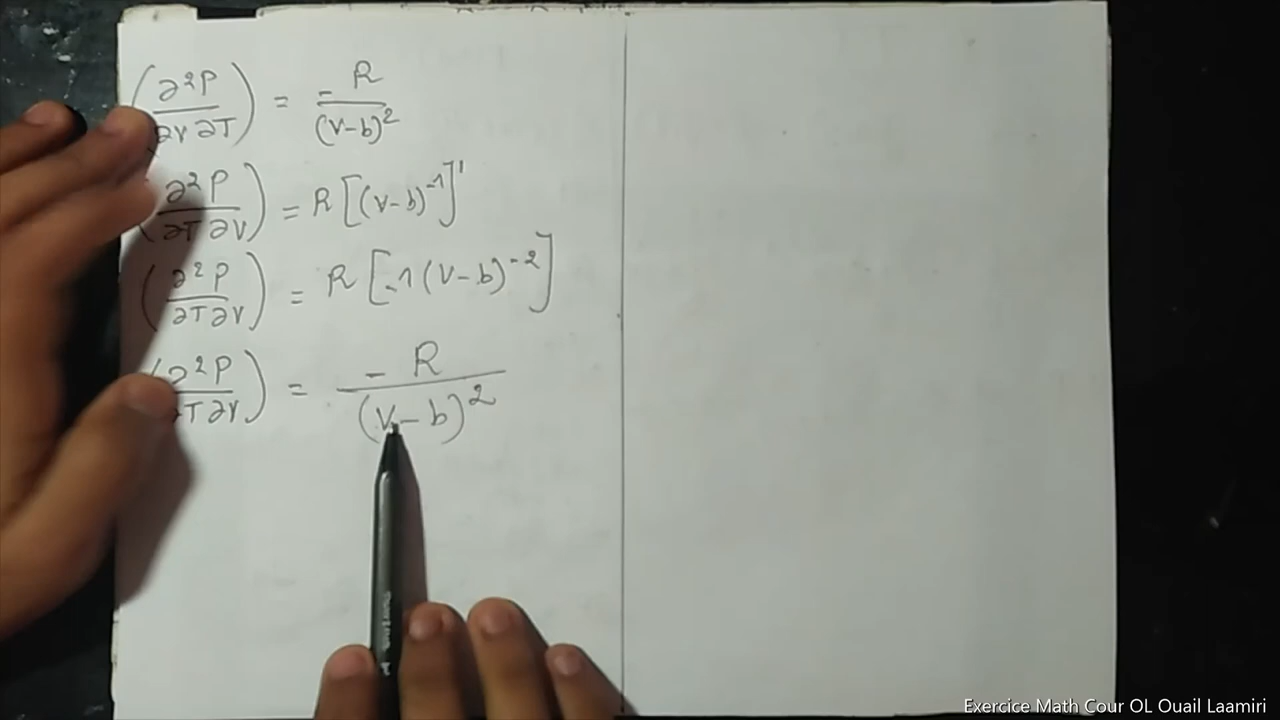 (∂²P/∂V∂T) = -R/(V-b)²
(∂²P/∂T∂V) = R[(V-b)⁻¹]'
(∂²P/∂T∂V) = R[-1(V-b)⁻²]
(∂²P/∂T∂V) = -R/(V-b)²
Exercice Math Cour OL Ouail Laamiri